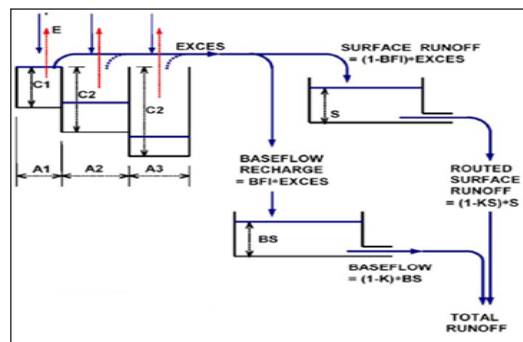 E
EXCES
SURFACE RUNOFF
= (1-BFI)*EXCES
C1
C2
C2
S
A1
A2
A3
BASEFLOW
RECHARGE
= BFI*EXCES
ROUTED
SURFACE
RUNOFF
=(1-KS)*S
BS
BASEFLOW
=(1-K)*BS
TOTAL
RUNOFF